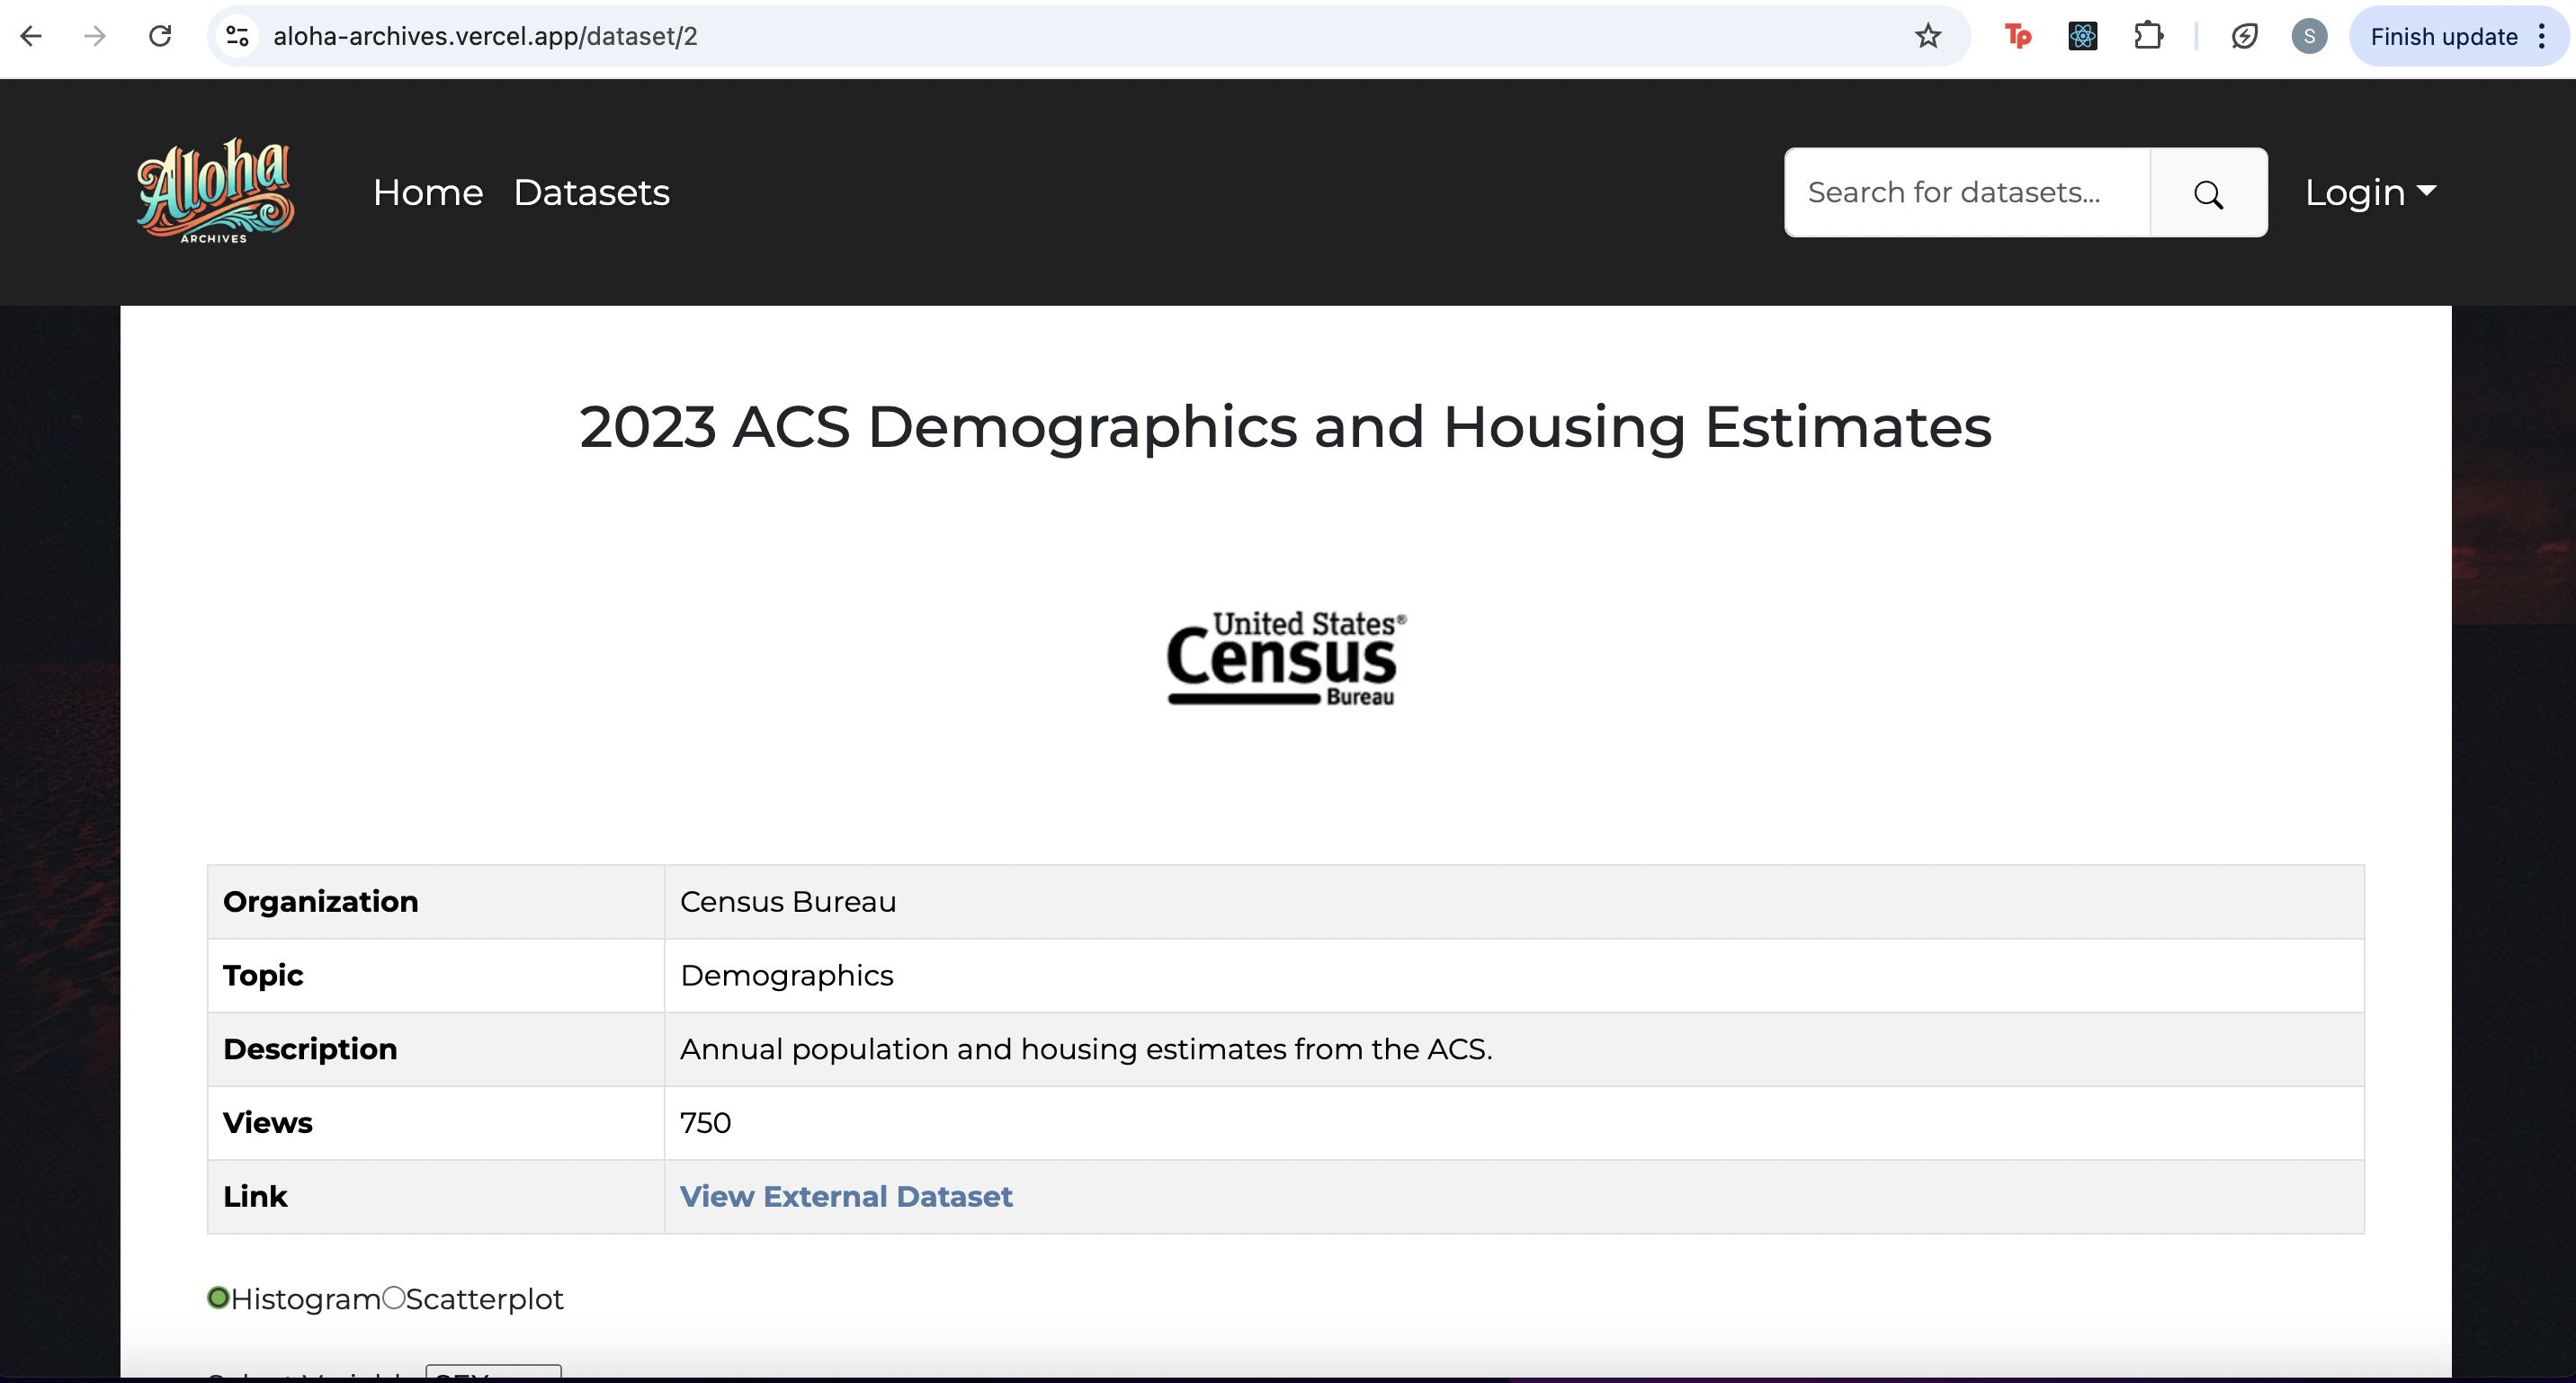 aloha-archives.vercel.app/dataset/2
Tp
S
Finish update
Aloha
ARCHIVES
Home
Datasets
Search for datasets...
Login
2023 ACS Demographics and Housing Estimates
United States®
Census
Bureau
Organization
Census Bureau
Topic
Demographics
Description
Annual population and housing estimates from the ACS.
Views
750
Link
View External Dataset
Histogram
Scatterplot